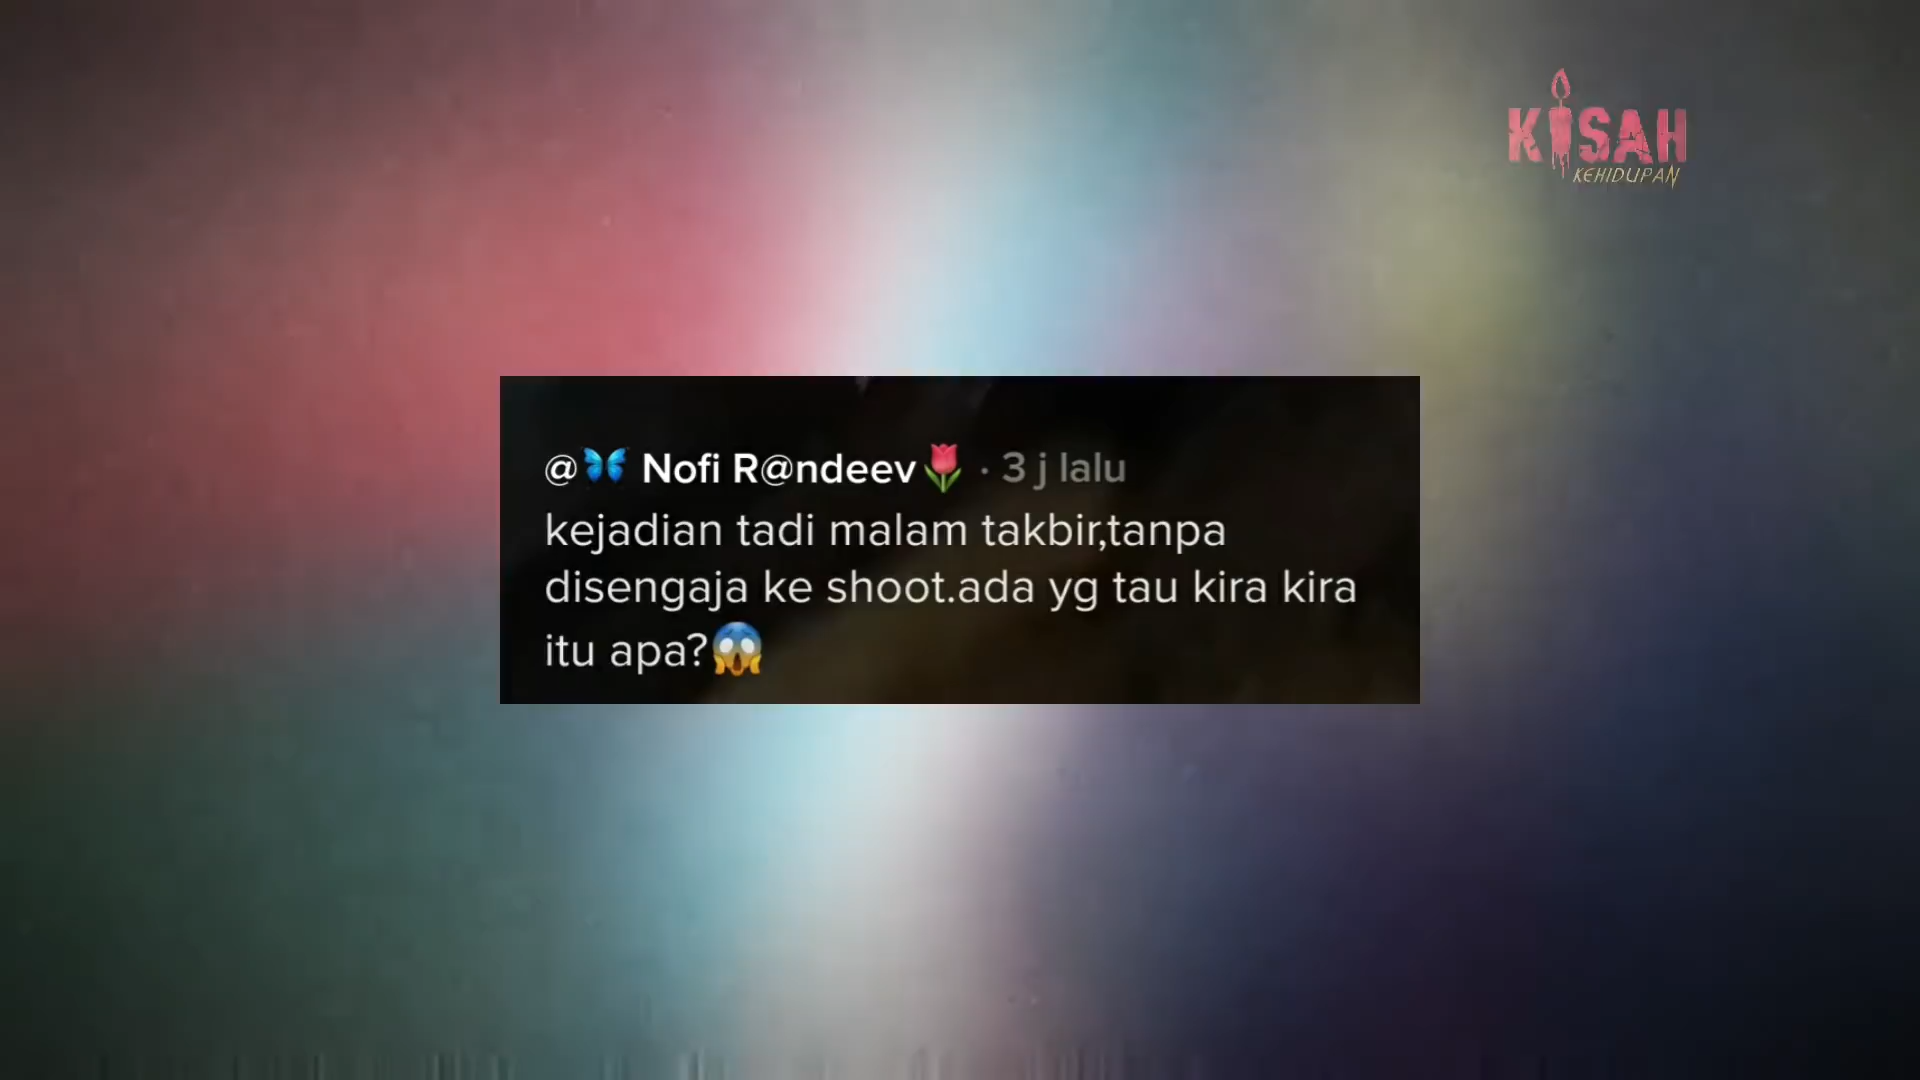 KISAH
KEHIDUPAN
@🦋 Nofi R@ndeev🌷 · 3 j lalu
kejadian tadi malam takbir,tanpa
disengaja ke shoot.ada yg tau kira kira
itu apa?😱